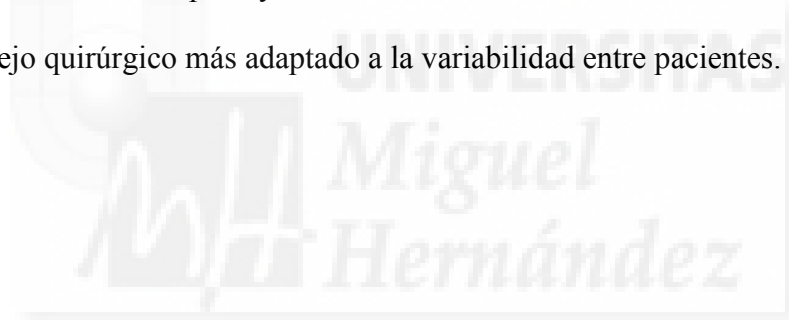 ejo quirúrgico más adaptado a la variabilidad entre pacientes.
UNIVERSITAS
Miguel
Hernández